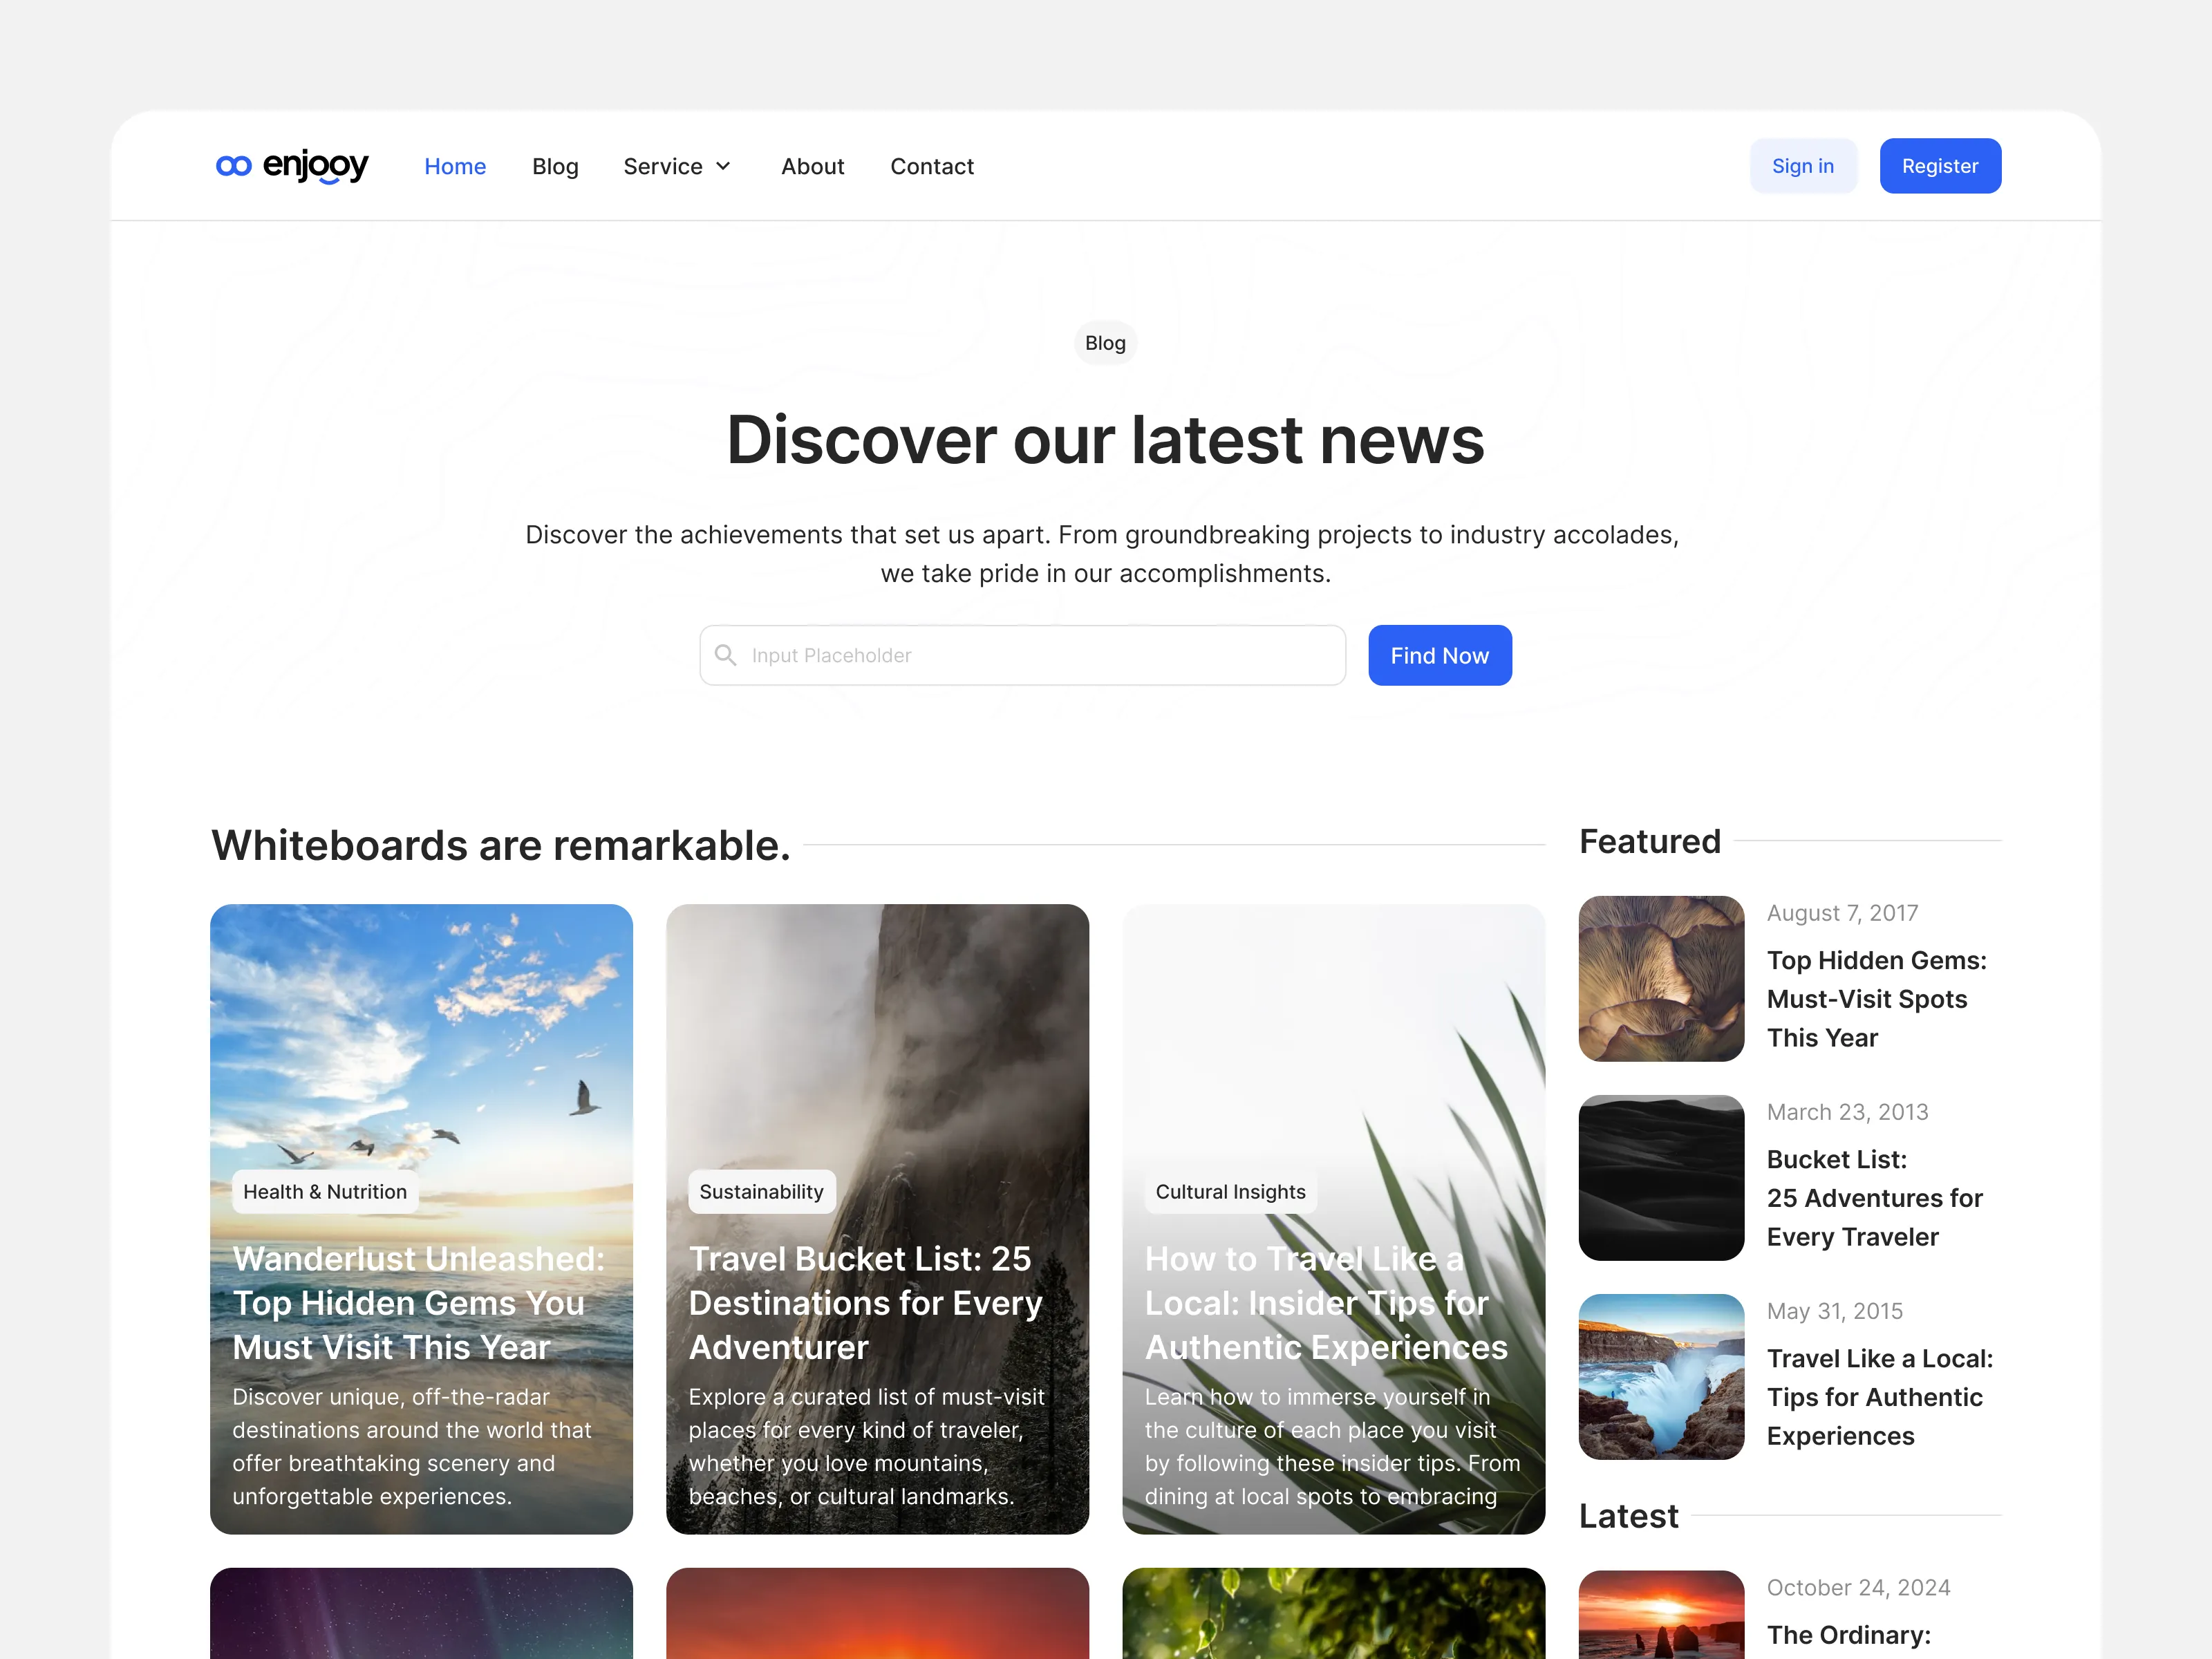 enjooy
Home
Blog
Service
About
Contact
Sign in
Register
Blog
Discover our latest news
Discover the achievements that set us apart. From groundbreaking projects to industry accolades,
we take pride in our accomplishments.
Input Placeholder
Find Now
Whiteboards are remarkable.
Health & Nutrition
Wanderlust Unleashed:
Top Hidden Gems You
Must Visit This Year
Discover unique, off-the-radar
destinations around the world that
offer breathtaking scenery and
unforgettable experiences.
Sustainability
Travel Bucket List: 25
Destinations for Every
Adventurer
Explore a curated list of must-visit
places for every kind of traveler,
whether you love mountains,
beaches, or cultural landmarks.
Cultural Insights
How to Travel Like a
Local: Insider Tips for
Authentic Experiences
Learn how to immerse yourself in
the culture of each place you visit
by following these insider tips. From
dining at local spots to embracing
Featured
August 7, 2017
Top Hidden Gems:
Must-Visit Spots
This Year
March 23, 2013
Bucket List:
25 Adventures for
Every Traveler
May 31, 2015
Travel Like a Local:
Tips for Authentic
Experiences
Latest
October 24, 2024
The Ordinary: